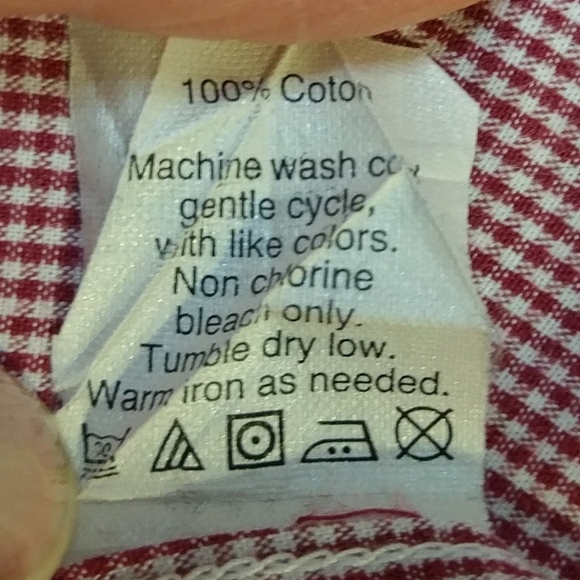 100% Coton
Machine wash
gentle cycle,
with like colors.
Non chlorine
bleach only.
Tumble dry low.
Warm iron as needed.